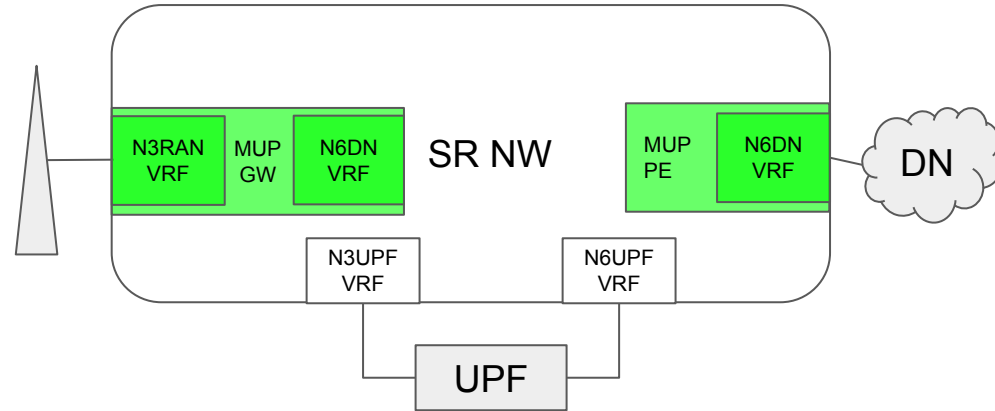 N3RAN
VRF
MUP
GW
N6DN
VRF
SR NW
MUP
PE
N6DN
VRF
DN
N3UPF
VRF
N6UPF
VRF
UPF